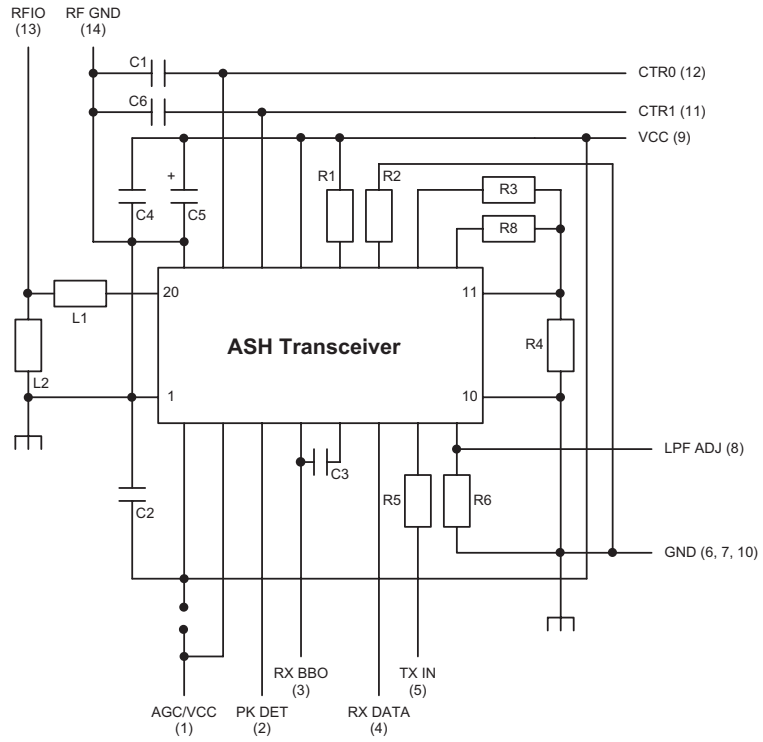 RFIO
(13)
RF GND
(14)
C1
CTR0 (12)
C6
CTR1 (11)
VCC (9)
+
C4
C5
R1
R2
R3
R8
20
11
L1
ASH Transceiver
R4
L2
1
10
LPF ADJ (8)
C3
C2
R5
R6
GND (6, 7, 10)
RX BBO
(3)
TX IN
(5)
AGC/VCC
(1)
PK DET
(2)
RX DATA
(4)